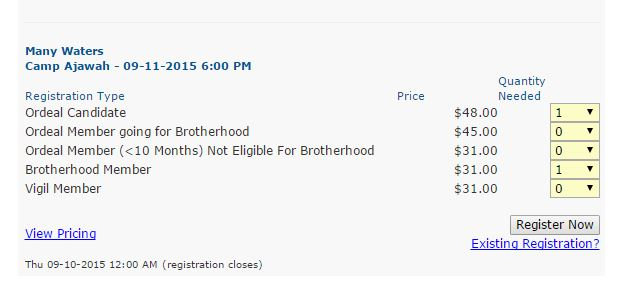 Many Waters
Camp Ajawah - 09-11-2015 6:00 PM
Registration Type Price Quantity Needed
Ordeal Candidate $48.00 1
Ordeal Member going for Brotherhood $45.00 0
Ordeal Member (<10 Months) Not Eligible For Brotherhood $31.00 0
Brotherhood Member $31.00 1
Vigil Member $31.00 0
Register Now
View Pricing Existing Registration?
Thu 09-10-2015 12:00 AM (registration closes)